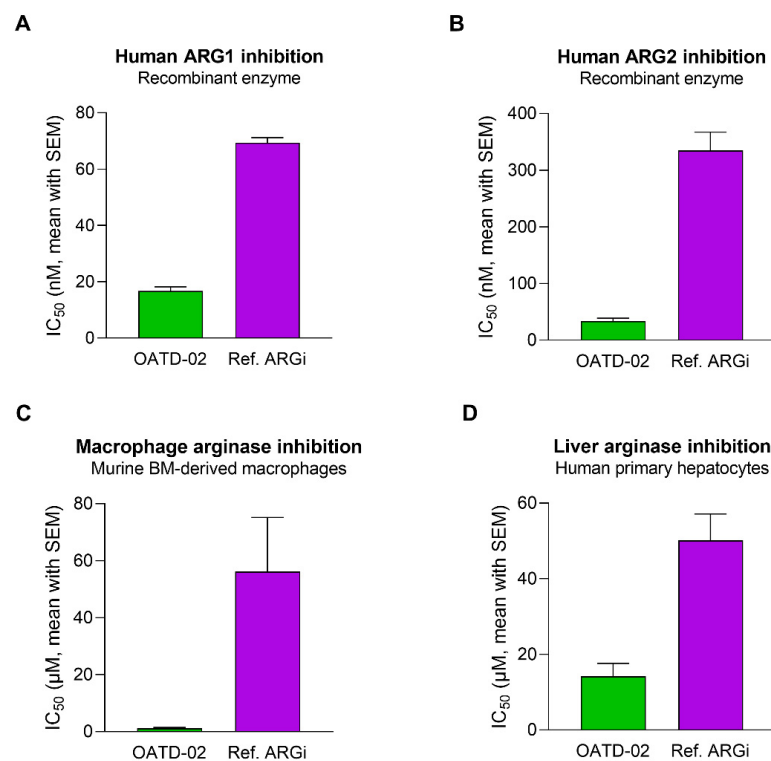 A
Human ARG1 inhibition
Recombinant enzyme
IC50 (nM, mean with SEM)
80
60
40
20
0
OATD-02 Ref. ARGi
B
Human ARG2 inhibition
Recombinant enzyme
IC50 (nM, mean with SEM)
400
300
200
100
0
OATD-02 Ref. ARGi
C
Macrophage arginase inhibition
Murine BM-derived macrophages
IC50 (µM, mean with SEM)
80
60
40
20
0
OATD-02 Ref. ARGi
D
Liver arginase inhibition
Human primary hepatocytes
IC50 (µM, mean with SEM)
60
40
20
0
OATD-02 Ref. ARGi